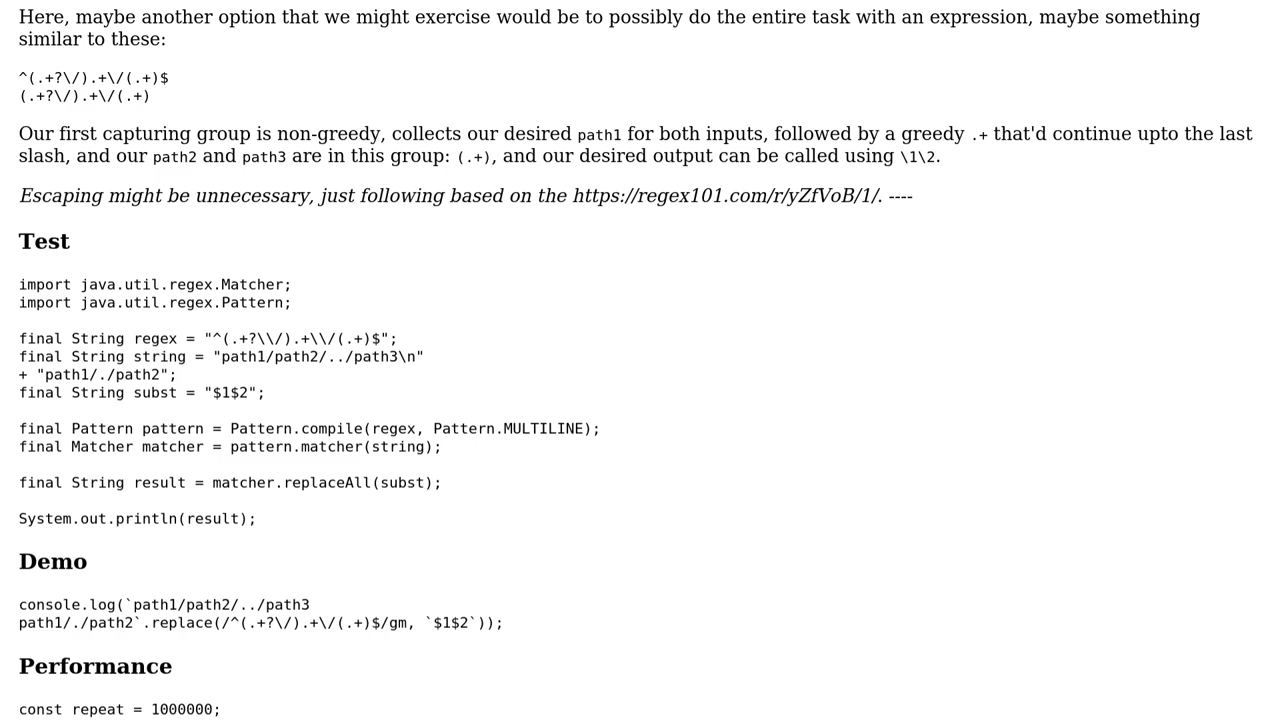 Here, maybe another option that we might exercise would be to possibly do the entire task with an expression, maybe something
similar to these:
^(.+?\/).+\/(.+)$
(.+?\/).+\/(.+)
Our first capturing group is non-greedy, collects our desired path1 for both inputs, followed by a greedy .+ that'd continue upto the last
slash, and our path2 and path3 are in this group: (.+), and our desired output can be called using \1\2.
Escaping might be unnecessary, just following based on the https://regex101.com/r/yZfVoB/1/. ----
Test
import java.util.regex.Matcher;
import java.util.regex.Pattern;
final String regex = "^(.+?\\/).+\\/(.+)$";
final String string = "path1/path2/../path3\n"
+ "path1/./path2";
final String subst = "$1$2";
final Pattern pattern = Pattern.compile(regex, Pattern.MULTILINE);
final Matcher matcher = pattern.matcher(string);
final String result = matcher.replaceAll(subst);
System.out.println(result);
Demo
console.log(`path1/path2/../path3
path1/./path2`.replace(/^(.+?\/).+\/(.+)$/gm, `$1$2`));
Performance
const repeat = 1000000;